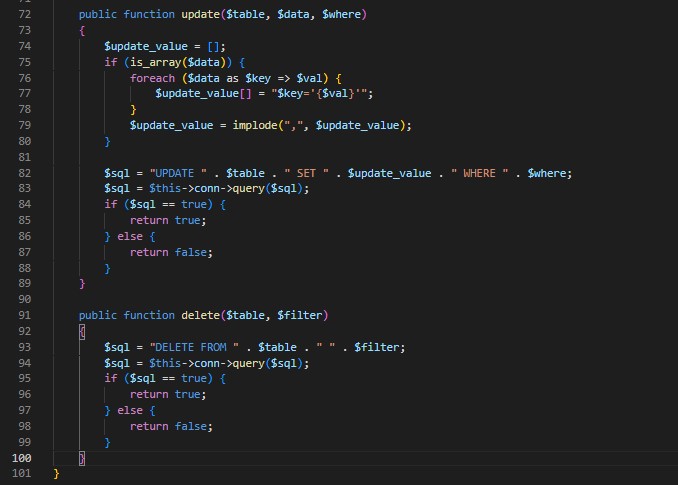 72 public function update($table, $data, $where)
73 {
74 $update_value = [];
75 if (is_array($data)) {
76 foreach ($data as $key => $val) {
77 $update_value[] = "$key='{$val}'";
78 }
79 $update_value = implode(",", $update_value);
80 }
81
82 $sql = "UPDATE " . $table . " SET " . $update_value . " WHERE " . $where;
83 $sql = $this->conn->query($sql);
84 if ($sql == true) {
85 return true;
86 } else {
87 return false;
88 }
89 }
90
91 public function delete($table, $filter)
92 {
93 $sql = "DELETE FROM " . $table . " " . $filter;
94 $sql = $this->conn->query($sql);
95 if ($sql == true) {
96 return true;
97 } else {
98 return false;
99 }
100 }
101 }